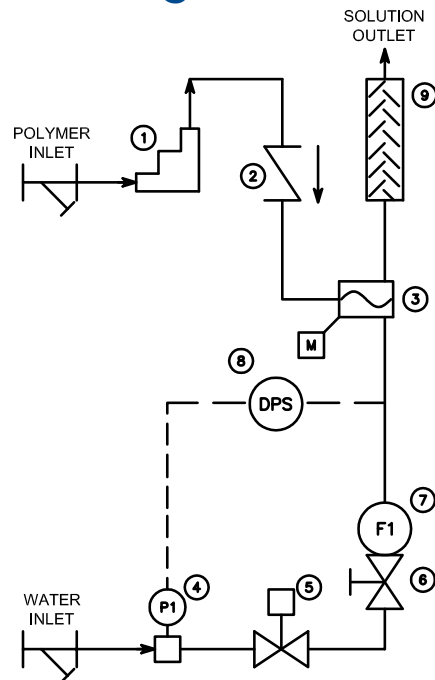 SOLUTION
OUTLET
9
1
POLYMER
INLET
2
3
M
8
DPS
7
F1
6
4
5
P1
WATER
INLET